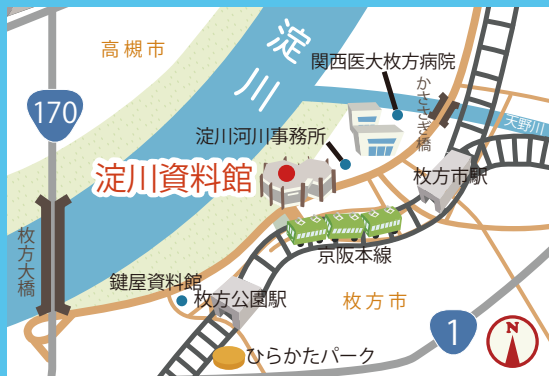 高槻市
淀川
関西医大枚方病院
170
かささぎ橋
天野川
淀川河川事務所
淀川資料館
枚方市駅
枚方大橋
京阪本線
鍵屋資料館
枚方公園駅
枚方市
1
N
ひらかたパーク